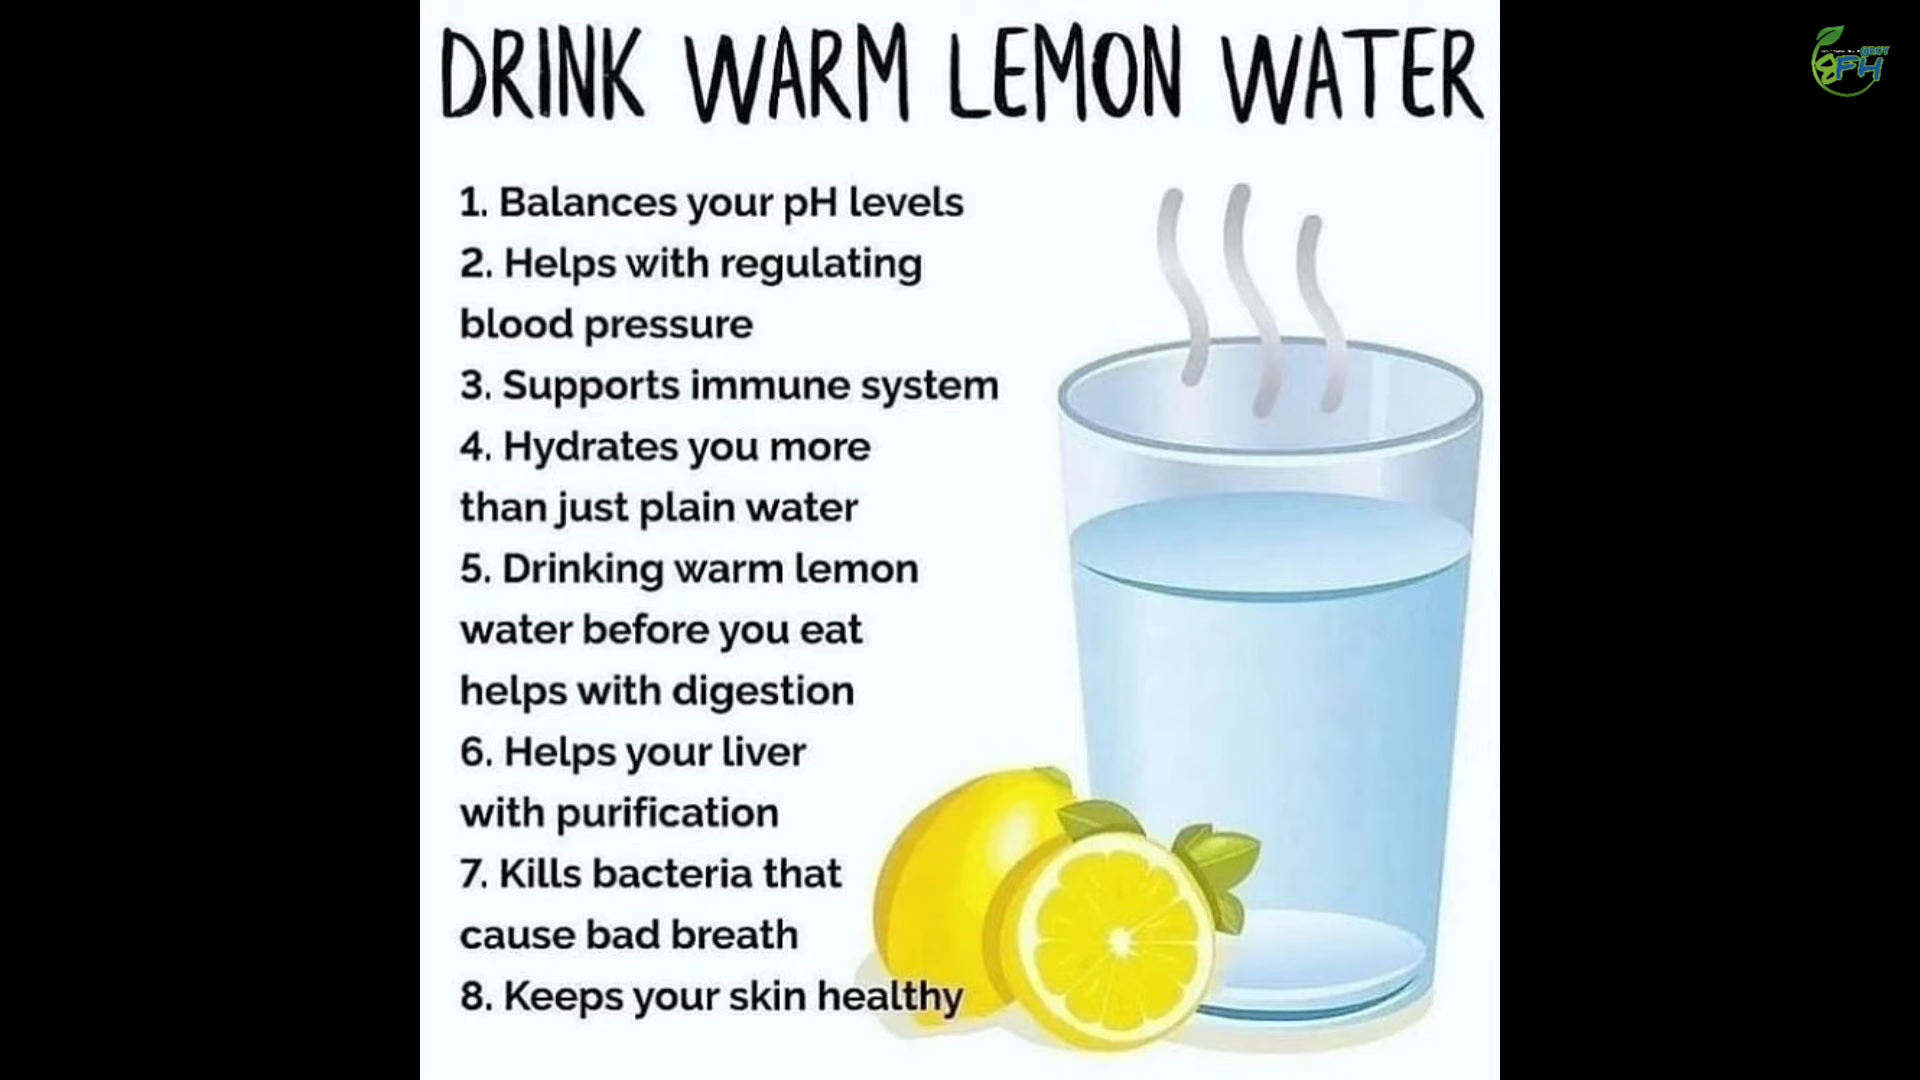 DRINK WARM LEMON WATER
1. Balances your pH levels
2. Helps with regulating
blood pressure
3. Supports immune system
4. Hydrates you more
than just plain water
5. Drinking warm lemon
water before you eat
helps with digestion
6. Helps your liver
with purification
7. Kills bacteria that
cause bad breath
8. Keeps your skin healthy
PH